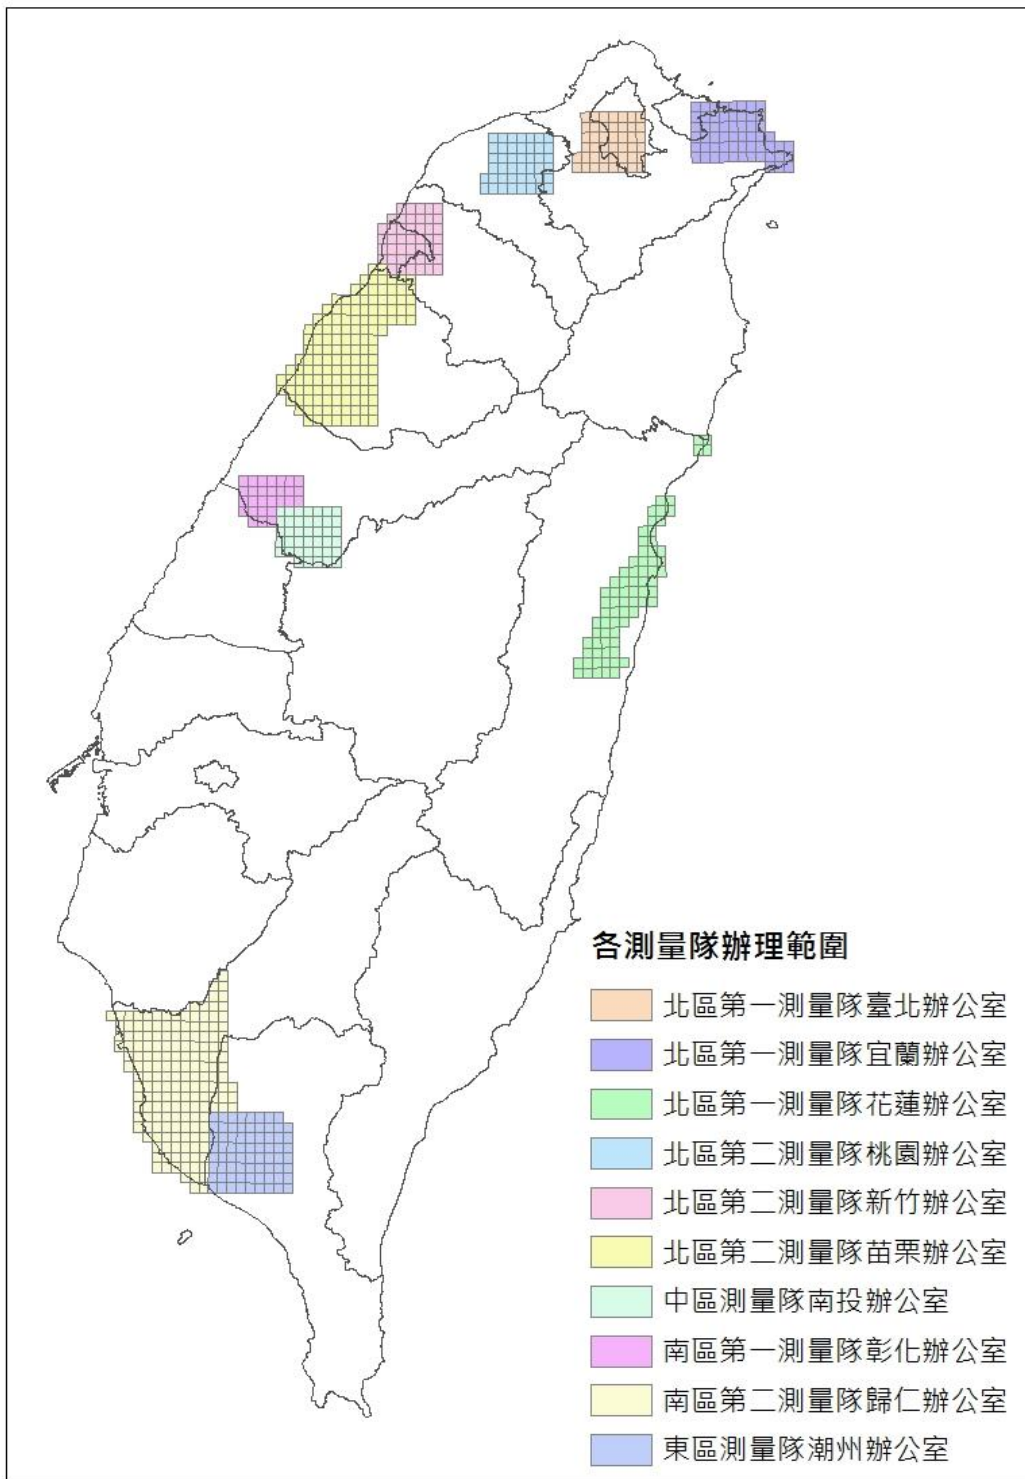 各測量隊辦理範圍
北區第一測量隊臺北辦公室
北區第一測量隊宜蘭辦公室
北區第一測量隊花蓮辦公室
北區第二測量隊桃園辦公室
北區第二測量隊新竹辦公室
北區第二測量隊苗栗辦公室
中區測量隊南投辦公室
南區第一測量隊彰化辦公室
南區第二測量隊歸仁辦公室
東區測量隊潮州辦公室